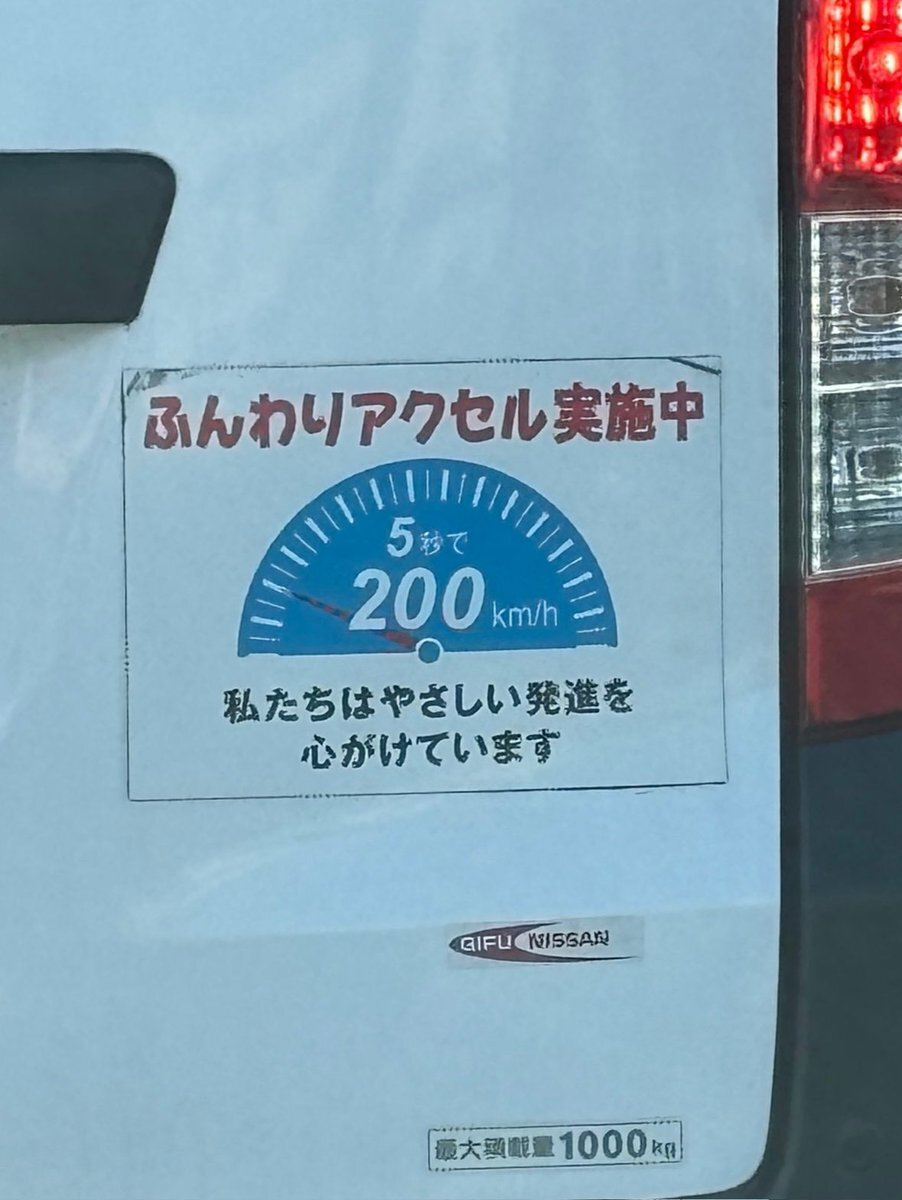 ふんわりアクセル実施中
5秒で
200 km/h
私たちはやさしい発進を
心がけています
GIFU NISSAN
最大積載量1000kg